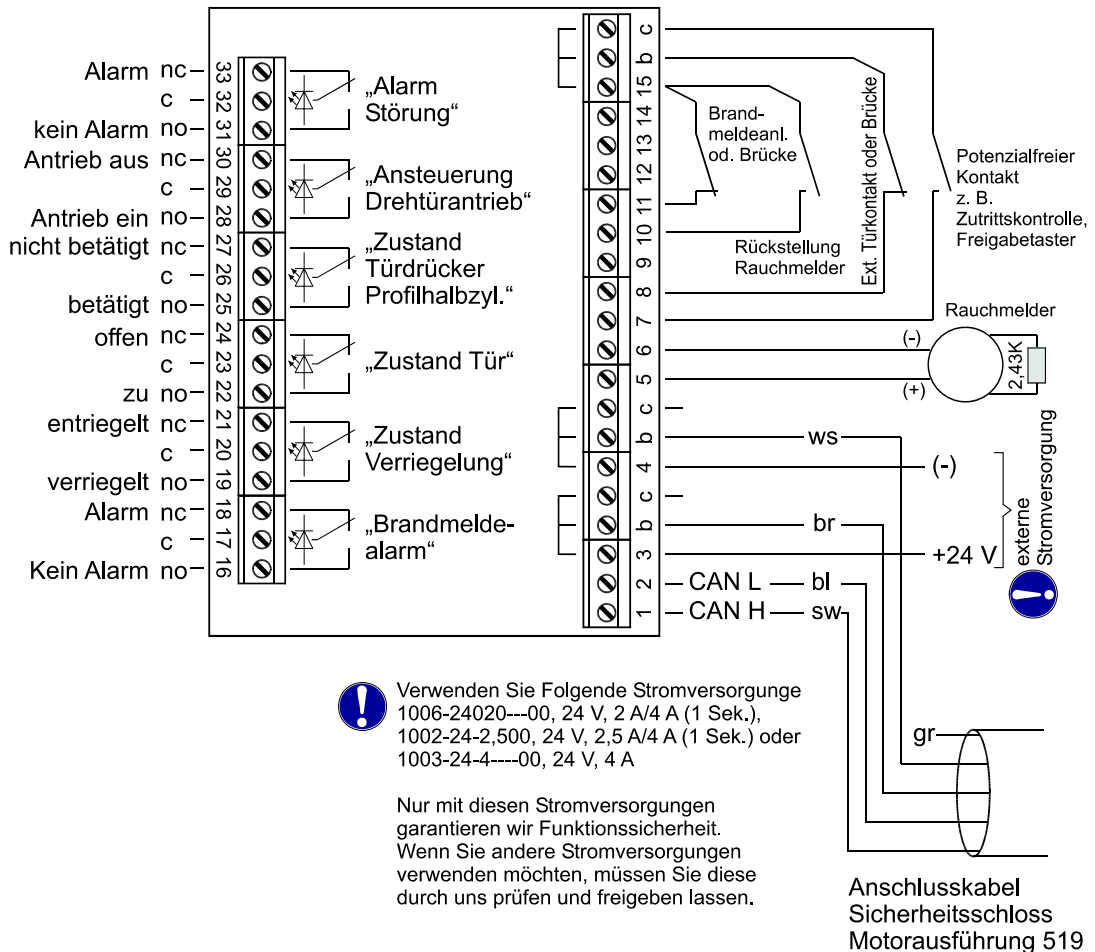 Alarm nc 33
c 32
kein Alarm no 31
„Alarm
Störung“
Antrieb aus nc 30
c 29
Antrieb ein no 28
„Ansteuerung
Drehtürantrieb“
nicht betätigt nc 27
c 26
betätigt no 25
„Zustand
Türdrücker
Profilhalbzyl.“
offen nc 24
c 23
zu no 22
„Zustand Tür“
entriegelt nc 21
c 20
verriegelt no 19
„Zustand
Verriegelung“
Alarm nc 18
c 17
Kein Alarm no 16
„Brandmelde-
alarm“
c
b
15
14
13
12
11
10
9
8
7
6
5
c
b ws
4 (-)
c
b br
3 +24 V
2 CAN L bl
1 CAN H sw
Brand-
meldeanl.
od. Brücke
Rückstellung
Rauchmelder
Ext. Türkontakt oder Brücke
Potenzialfreier
Kontakt
z. B.
Zutrittskontrolle,
Freigabetaster
Rauchmelder
(-)
(+)
2,43K
externe
Stromversorgung
Verwenden Sie Folgende Stromversorgunge
1006-24020---00, 24 V, 2 A/4 A (1 Sek.),
1002-24-2,500, 24 V, 2,5 A/4 A (1 Sek.) oder
1003-24-4----00, 24 V, 4 A
Nur mit diesen Stromversorgungen
garantieren wir Funktionssicherheit.
Wenn Sie andere Stromversorgungen
verwenden möchten, müssen Sie diese
durch uns prüfen und freigeben lassen.
gr
Anschlusskabel
Sicherheitsschloss
Motorausführung 519